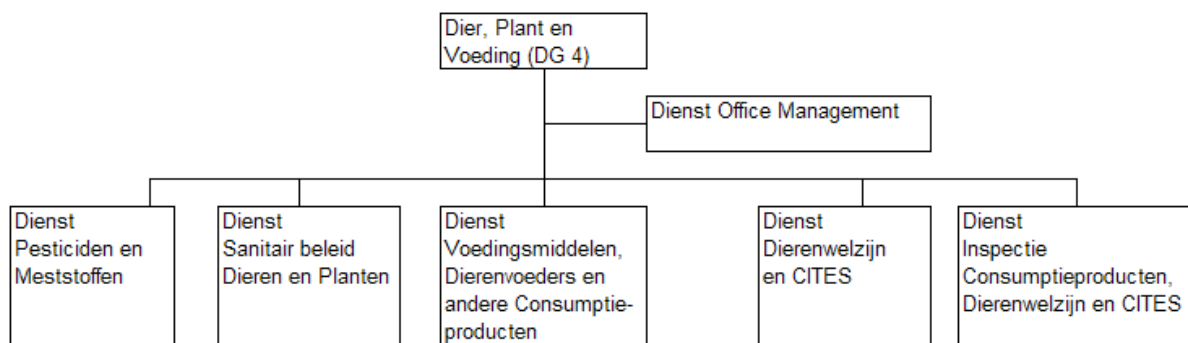 Dier, Plant en
Voeding (DG 4)
Dienst Office Management
Dienst
Pesticiden en
Meststoffen
Dienst
Sanitair beleid
Dieren en Planten
Dienst
Voedingsmiddelen,
Dierenvoeders en
andere Consumptie-
producten
Dienst
Dierenwelzijn
en CITES
Dienst
Inspectie
Consumptieproducten,
Dierenwelzijn en CITES